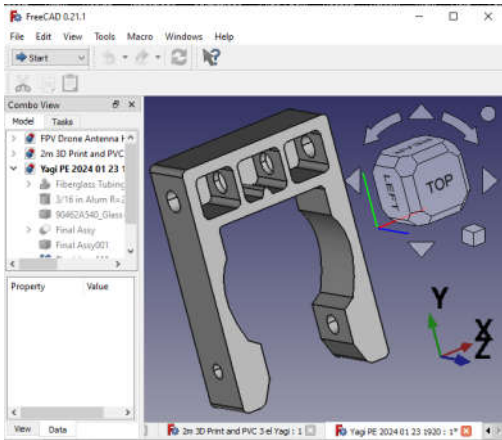 FreeCAD 0.21.1
File Edit View Tools Macro Windows Help
Start
Combo View
Model Tasks
FPV Drone Antenna H
2m 3D Print and PVC
Yagi PE 2024 01 23 1
Fiberglass Tubing
3/16 in Alum R=2
90462A540_Glass
Final Assy
Final Assy001
Property Value
View Data
LEFT
TOP
Y
X
Z
2m 3D Print and PVC 3-el Yagi : 1
Yagi PE 2024 01 23 1920 : 1*